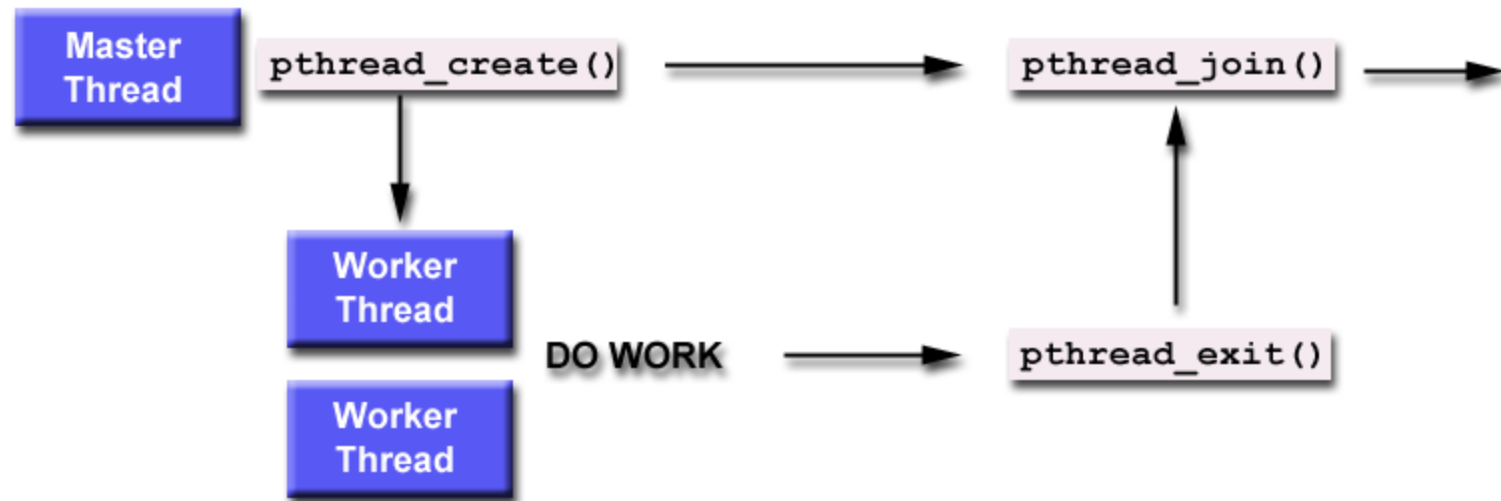 Master
Thread
pthread_create()
pthread_join()
Worker
Thread
DO WORK
pthread_exit()
Worker
Thread